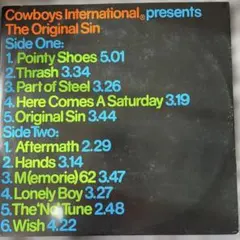 Cowboys International® presents
The Original Sin
Side One:
1. Pointy Shoes 5.01
2. Thrash 3.34
3. Part of Steel 3.26
4. Here Comes A Saturday 3.19
5. Original Sin 3.44
Side Two:
1. Aftermath 2.29
2. Hands 3.14
3. M(emorie) 62 3.47
4. Lonely Boy 3.27
5. The 'No' Tune 2.48
6. Wish 4.22